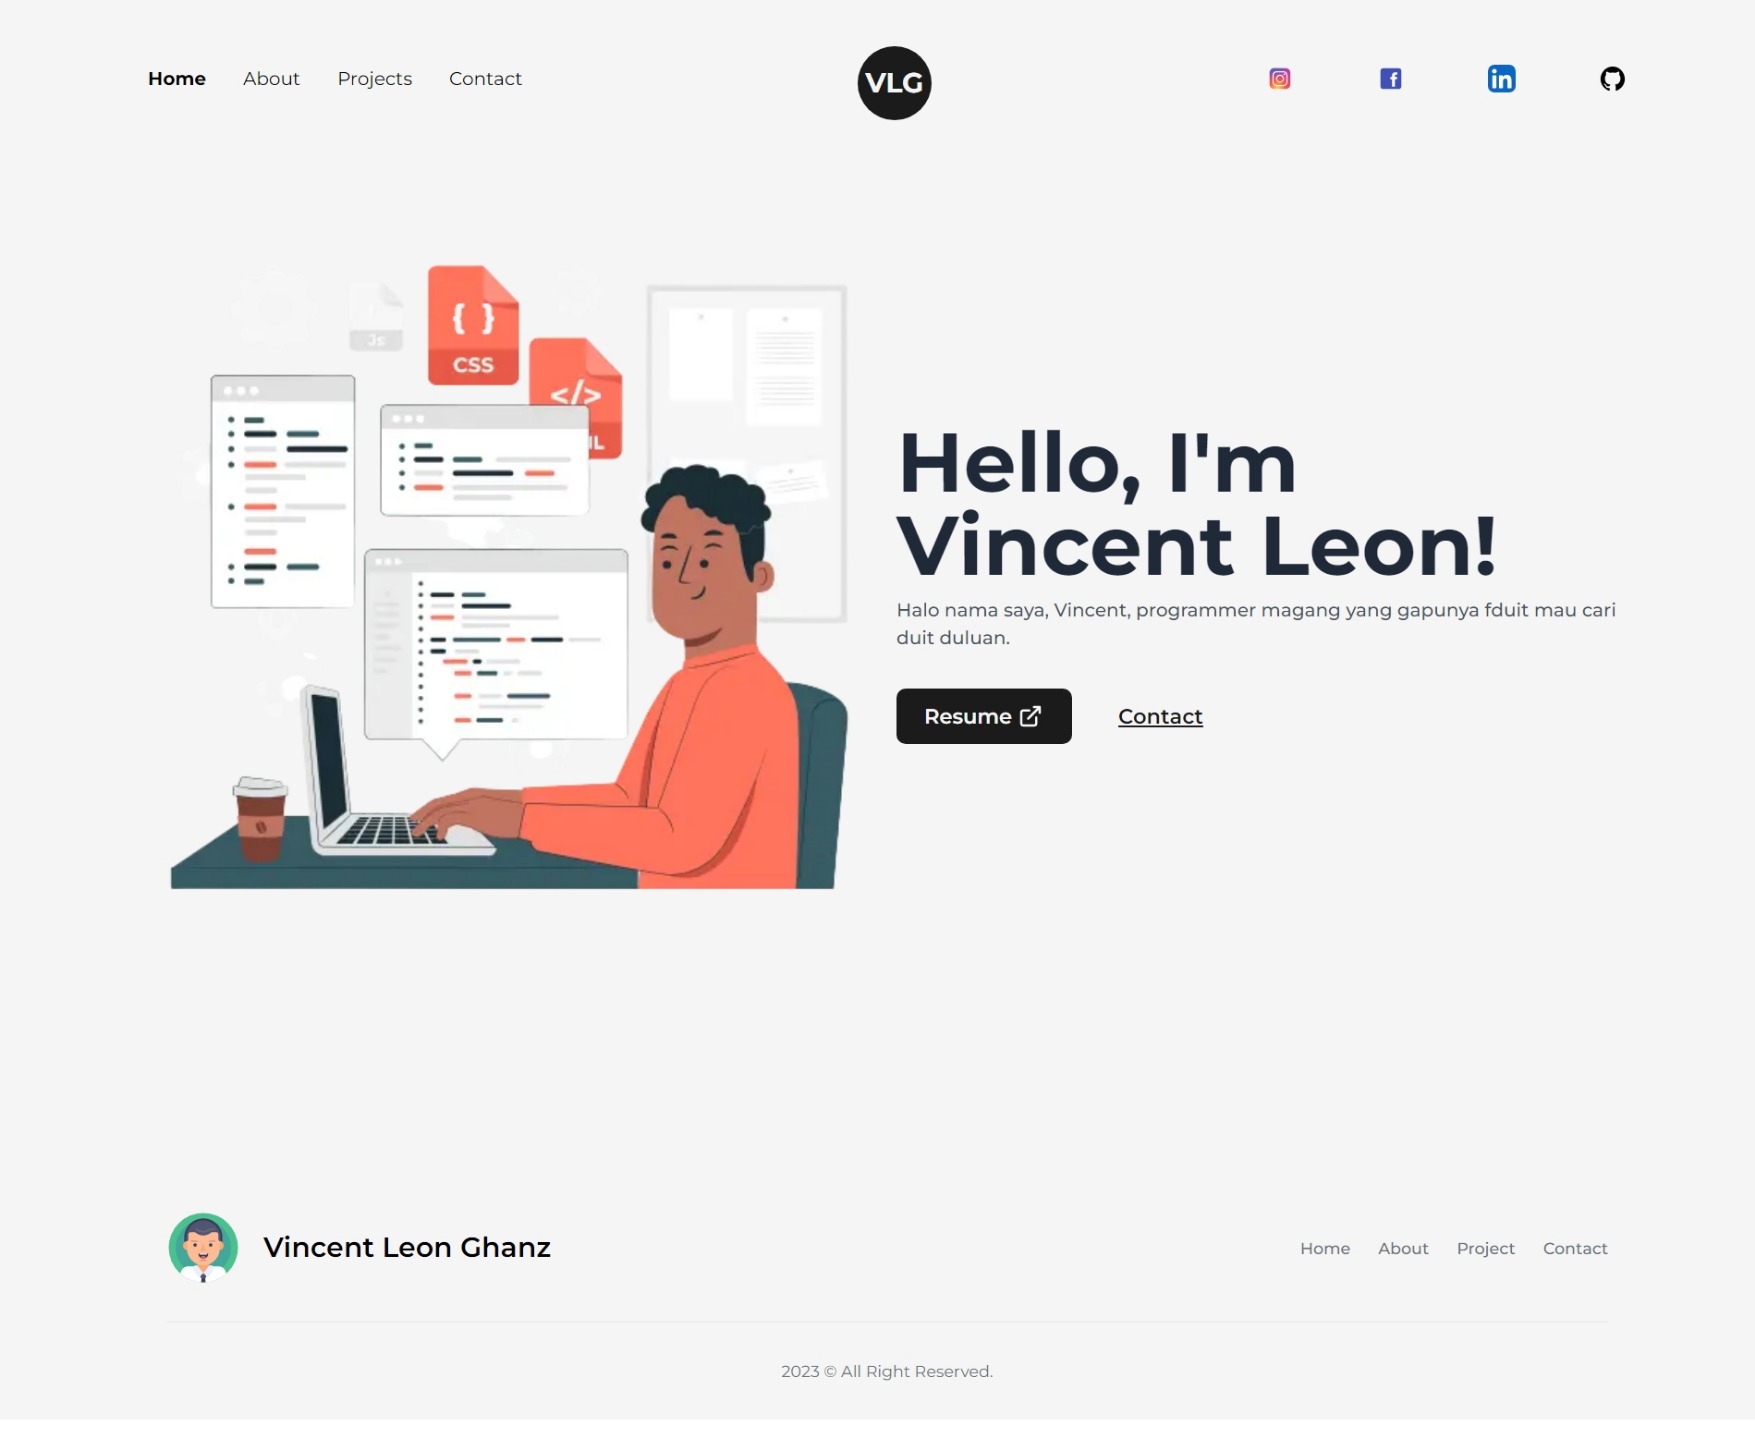 Home About Projects Contact
VLG
Js
{ }
CSS
</>
Hello, I'm
Vincent Leon!
Halo nama saya, Vincent, programmer magang yang gapunya fduit mau cari
duit duluan.
Resume
Contact
Vincent Leon Ghanz
Home About Project Contact
2023 © All Right Reserved.